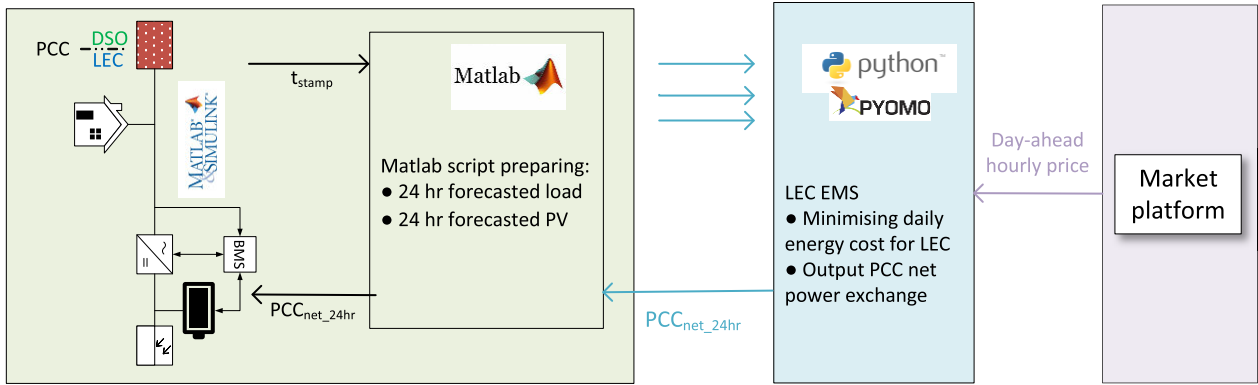 PCC
DSO
LEC
MATLAB®
&SIMULINK®
BMS
t_stamp
PCC_net_24hr
Matlab
Matlab script preparing:
● 24 hr forecasted load
● 24 hr forecasted PV
PCC_net_24hr
python™
PYOMO
LEC EMS
● Minimising daily
energy cost for LEC
● Output PCC net
power exchange
Day-ahead
hourly price
Market
platform